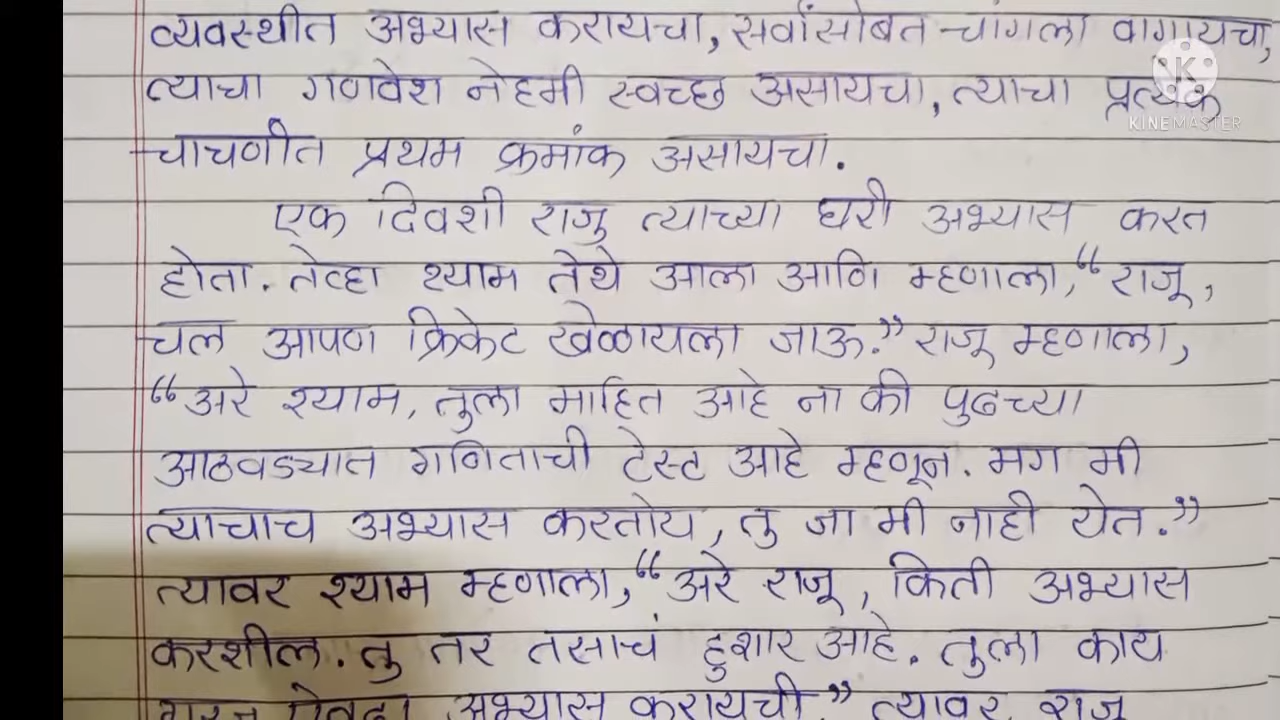 व्यवस्थीत अभ्यास करायचा, सर्वांसोबत चांगला वागायचा,
त्याचा गणवेश नेहमी स्वच्छ असायचा, त्याचा प्रत्येक
KINEMASTER
चाचणीत प्रथम क्रमांक असायचा.
एक दिवशी राजु त्याच्या घरी अभ्यास करत
होता. तेव्हा श्याम तेथे आला आणि म्हणाला, “राजू,
चल आपण क्रिकेट खेळायला जाऊ.” राजू म्हणाला,
“अरे श्याम, तुला माहित आहे ना की पुढच्या
आठवड्यात गणिताची टेस्ट आहे म्हणून. मग मी
त्याचाच अभ्यास करतोय, तु जा मी नाही येत.”
त्यावर श्याम म्हणाला, “अरे राजू, किती अभ्यास
करशील. तु तर तसाचं हुशार आहे. तुला काय
गरज ऐवढा अभ्यास करायची.” त्यावर राजू